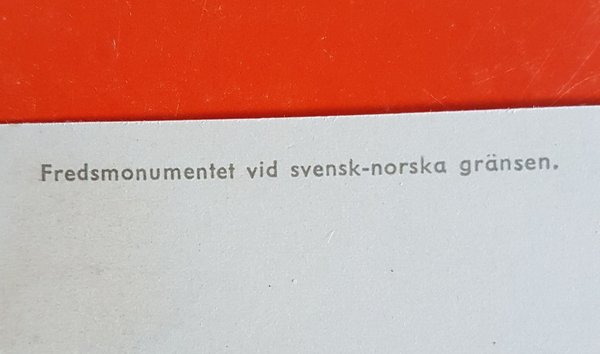 Fredsmonumentet vid svensk-norska gränsen.